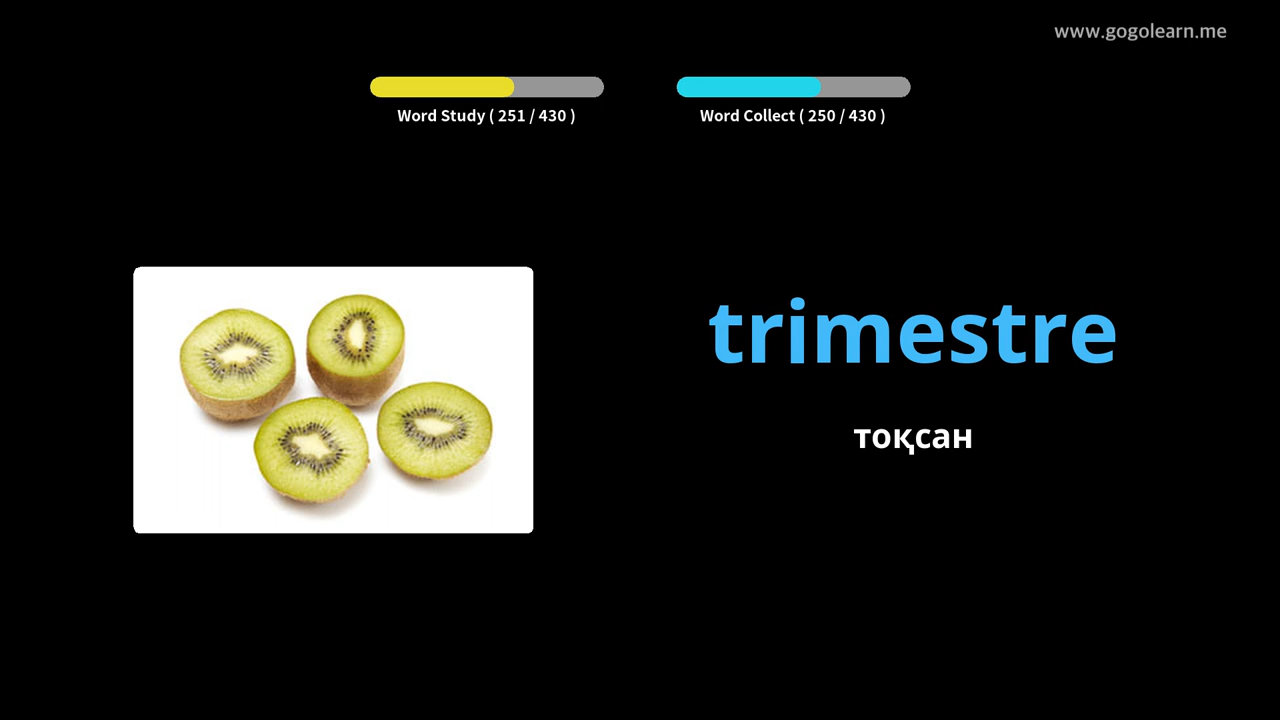 www.gogolearn.me
Word Study ( 251 / 430 )
Word Collect ( 250 / 430 )
trimestre
тоқсан